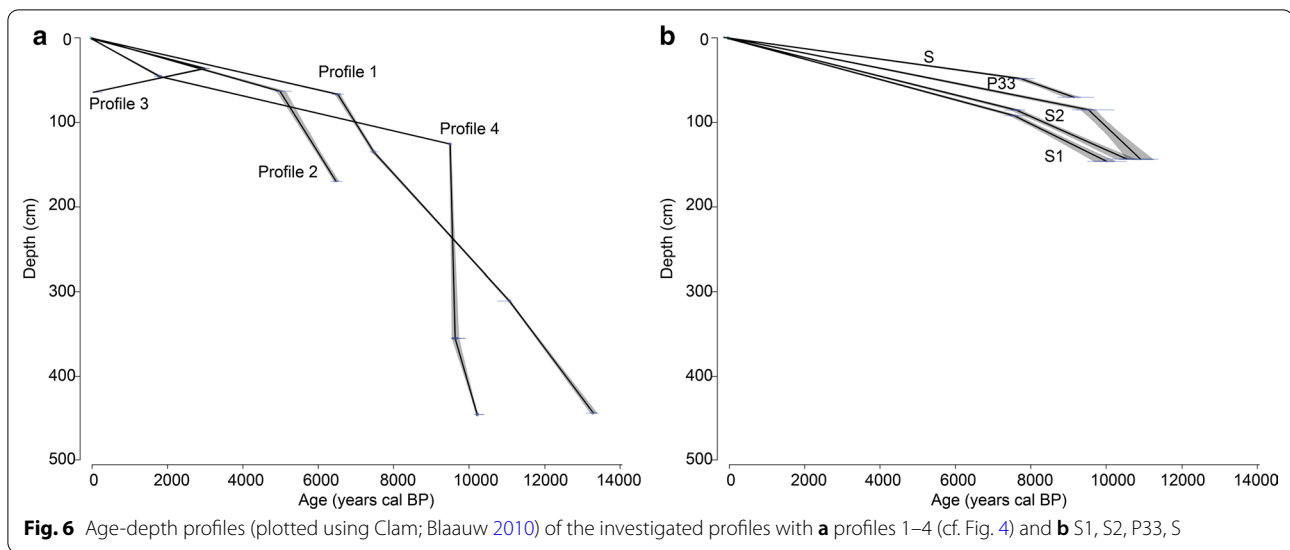 a
0
100
200
300
400
500
Depth (cm)
Profile 1
Profile 3
Profile 4
Profile 2
0 2000 4000 6000 8000 10000 12000 14000
Age (years cal BP)
b
0
100
200
300
400
500
Depth (cm)
S
P33
S2
S1
0 2000 4000 6000 8000 10000 12000 14000
Age (years cal BP)
Fig. 6 Age-depth profiles (plotted using Clam; Blaauw 2010) of the investigated profiles with a profiles 1–4 (cf. Fig. 4) and b S1, S2, P33, S